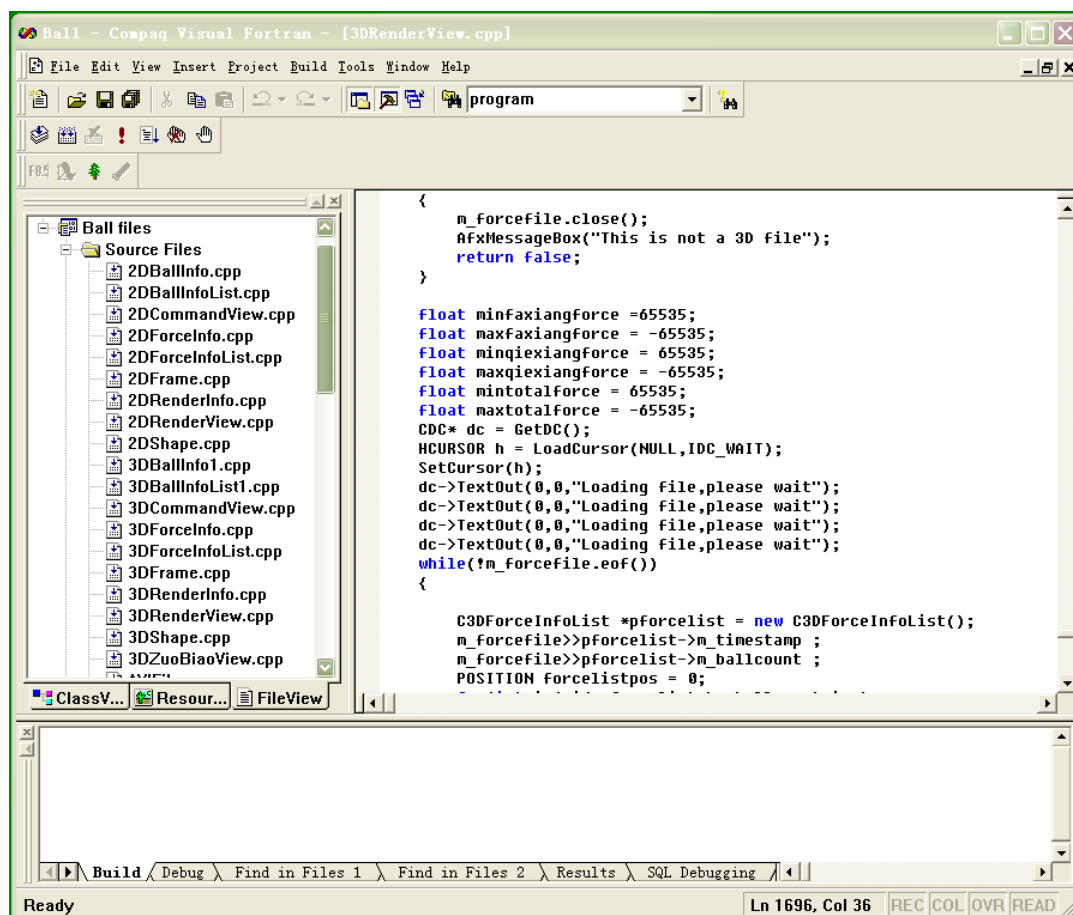 Ball - Compaq Visual Fortran - [3DRenderView.cpp]
File Edit View Insert Project Build Tools Window Help
program
Ball files
Source Files
2DBallInfo.cpp
2DBallInfoList.cpp
2DCommandView.cpp
2DForceInfo.cpp
2DForceInfoList.cpp
2DFrame.cpp
2DRenderInfo.cpp
2DRenderView.cpp
2DShape.cpp
3DBallInfo1.cpp
3DBallInfoList1.cpp
3DCommandView.cpp
3DForceInfo.cpp
3DForceInfoList.cpp
3DFrame.cpp
3DRenderInfo.cpp
3DRenderView.cpp
3DShape.cpp
3DZuoBiaoView.cpp
ClassV... Resour... FileView
{
m_forcefile.close();
AfxMessageBox("This is not a 3D file");
return false;
}
float minfaxiangforce =65535;
float maxfaxiangforce = -65535;
float minqiexiangforce = 65535;
float maxqiexiangforce = -65535;
float mintotalforce = 65535;
float maxtotalforce = -65535;
CDC* dc = GetDC();
HCURSOR h = LoadCursor(NULL,IDC_WAIT);
SetCursor(h);
dc->TextOut(0,0,"Loading file,please wait");
dc->TextOut(0,0,"Loading file,please wait");
dc->TextOut(0,0,"Loading file,please wait");
dc->TextOut(0,0,"Loading file,please wait");
while(!m_forcefile.eof())
{
C3DForceInfoList *pforcelist = new C3DForceInfoList();
m_forcefile>>pforcelist->m_timestamp ;
m_forcefile>>pforcelist->m_ballcount ;
POSITION forcelistpos = 0;
Build Debug Find in Files 1 Find in Files 2 Results SQL Debugging
Ready Ln 1696, Col 36 REC COL OVR READ